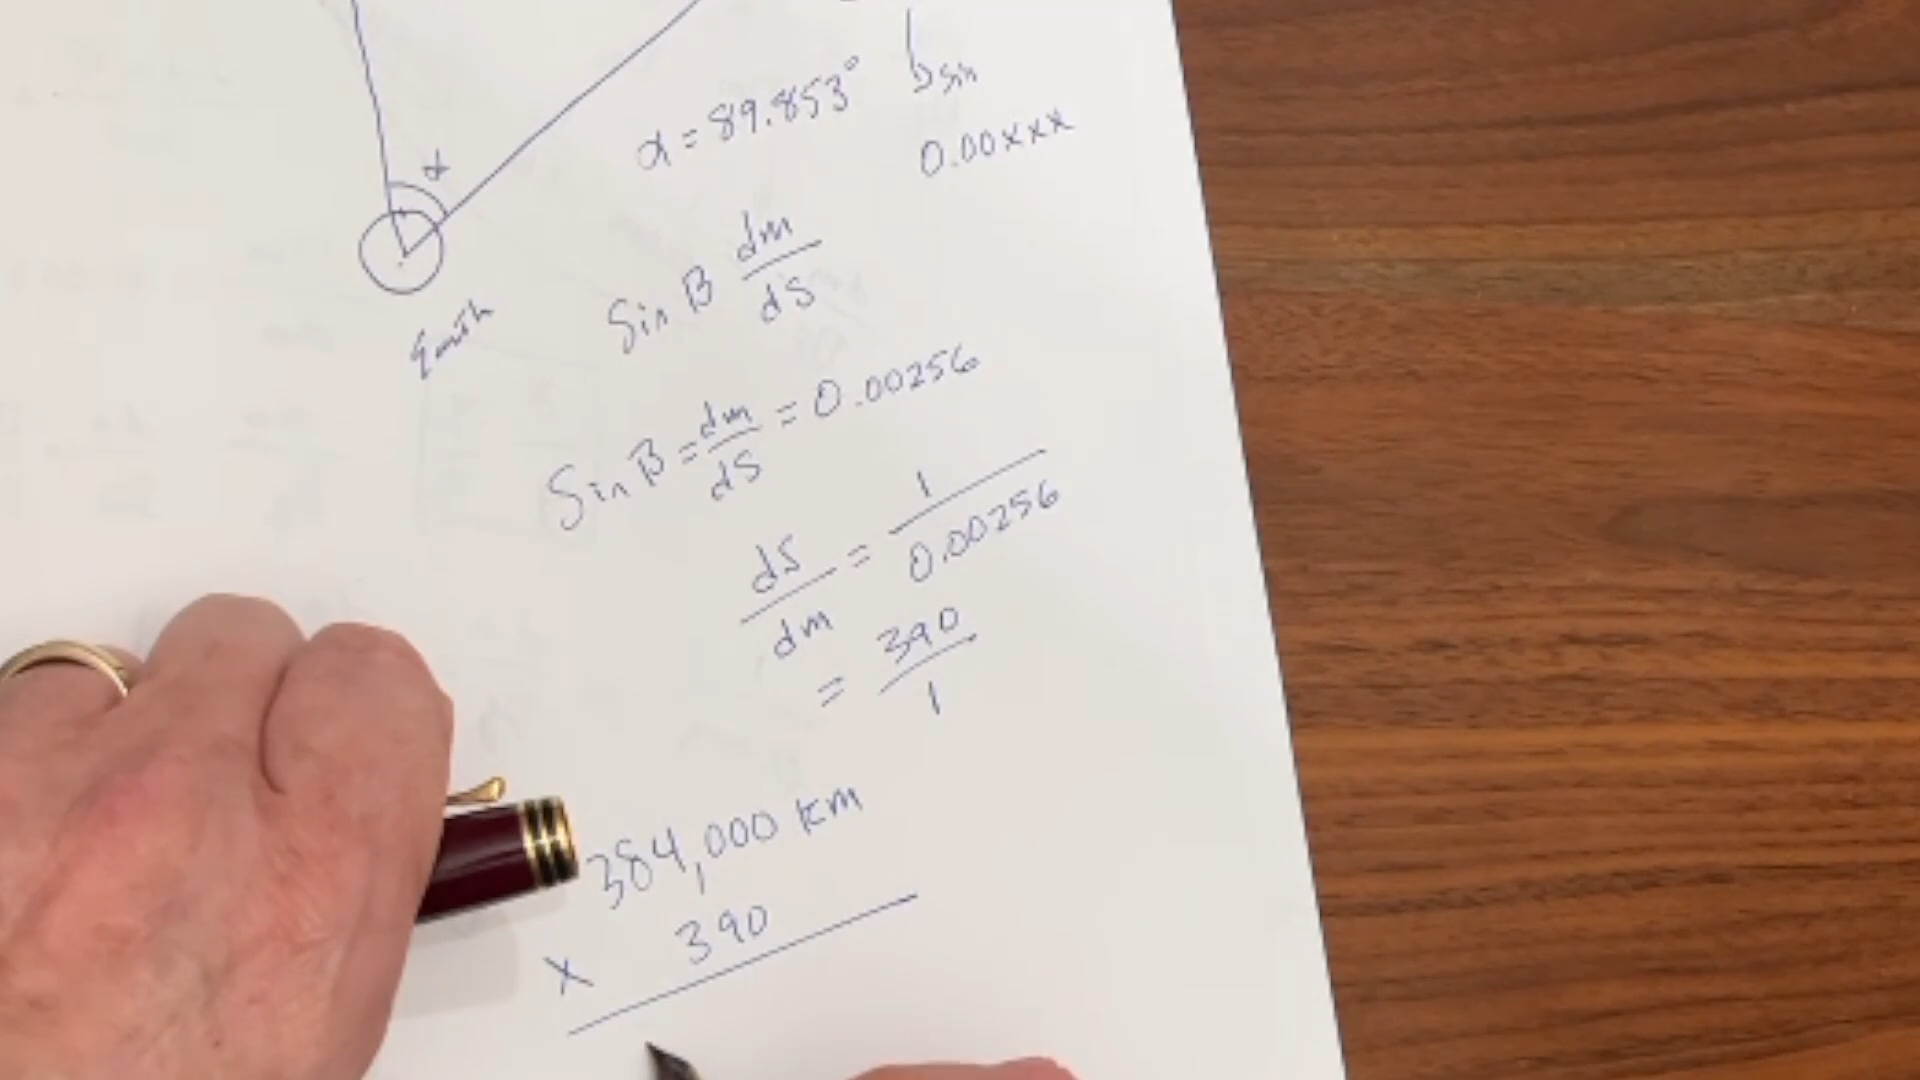 α = 89.853°
sin
0.00xxx
α
Earth
Sin B dm
dS
Sin B = dm = 0.00256
dS
dS = 1
dm 0.00256
= 390
1
384,000 km
x 390